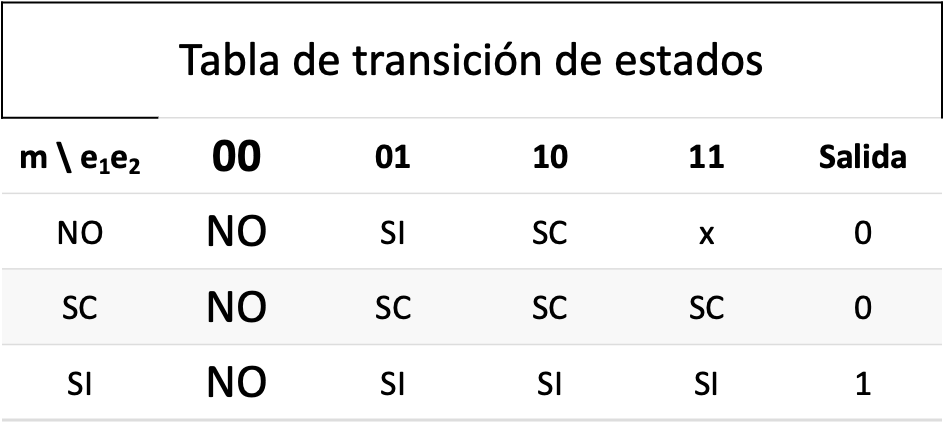 Tabla de transición de estados
m \ e₁e₂ 00 01 10 11 Salida
NO NO SI SC x 0
SC NO SC SC SC 0
SI NO SI SI SI 1